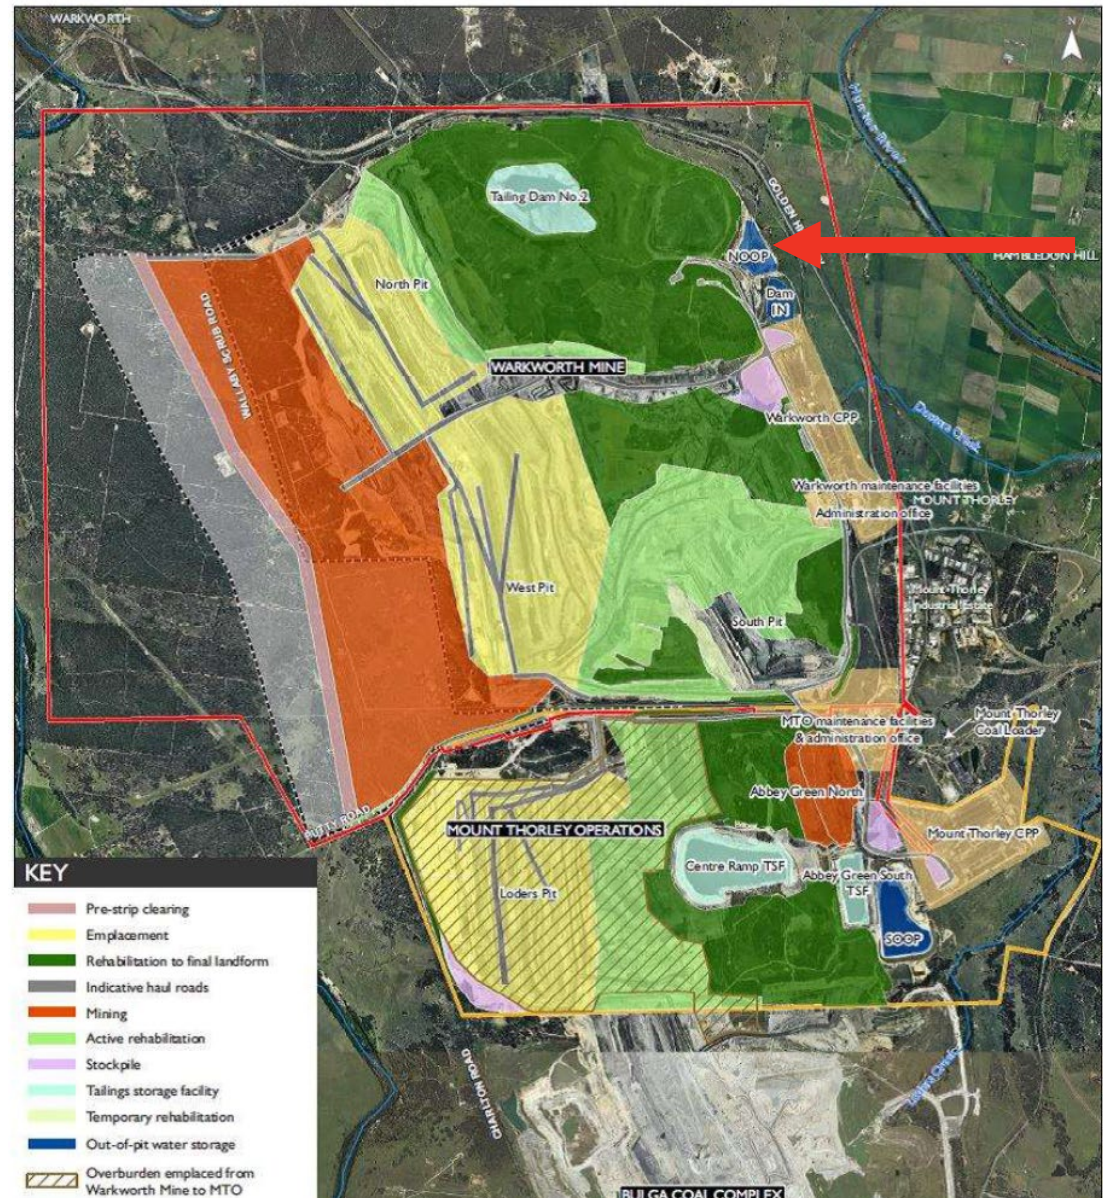 WARKWORTH
N
Hunter River
GOLDEN
Tailing Dam No.2
NOOP
HAMBLEDON HILL
North Pit
Dam
IN
WALLABY SCRUB ROAD
WARKWORTH MINE
Warkworth CPP
Warkworth maintenance facilities
MOUNT THORLEY
Administration office
West Pit
Industrial Estate
South Pit
MTO maintenance facilities
& administration office
Mount Thorley
Coal Loader
Abbey Green North
PUTTY ROAD
MOUNT THORLEY OPERATIONS
Mount Thorley CPP
Centre Ramp TSF
Abbey Green South
TSF
Loders Pit
SOOP
CHARLTON ROAD
BULGA COAL COMPLEX
KEY
Pre-strip clearing
Emplacement
Rehabilitation to final landform
Indicative haul roads
Mining
Active rehabilitation
Stockpile
Tailings storage facility
Temporary rehabilitation
Out-of-pit water storage
Overburden emplaced from
Warkworth Mine to MTO